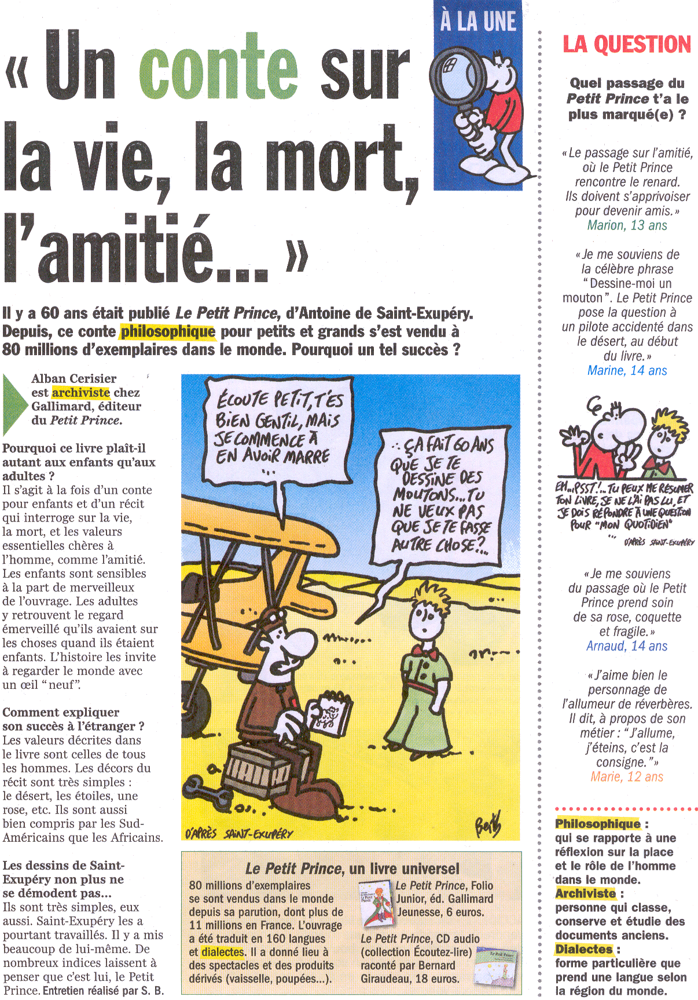 À LA UNE
« Un conte sur
la vie, la mort,
l'amitié... »
Il y a 60 ans était publié Le Petit Prince, d'Antoine de Saint-Exupéry.
Depuis, ce conte philosophique pour petits et grands s'est vendu à
80 millions d'exemplaires dans le monde. Pourquoi un tel succès ?
Alban Cerisier
est archiviste chez
Gallimard, éditeur
du Petit Prince.
Pourquoi ce livre plaît-il
autant aux enfants qu'aux
adultes ?
Il s'agit à la fois d'un conte
pour enfants et d'un récit
qui interroge sur la vie,
la mort, et les valeurs
essentielles chères à
l'homme, comme l'amitié.
Les enfants sont sensibles
à la part de merveilleux
de l'ouvrage. Les adultes
y retrouvent le regard
émerveillé qu'ils avaient sur
les choses quand ils étaient
enfants. L'histoire les invite
à regarder le monde avec
un œil “neuf”.
Comment expliquer
son succès à l'étranger ?
Les valeurs décrites dans
le livre sont celles de tous
les hommes. Les décors du
récit sont très simples :
le désert, les étoiles, une
rose, etc. Ils sont aussi
bien compris par les Sud-
Américains que les Africains.
Les dessins de Saint-
Exupéry non plus ne
se démodent pas...
Ils sont très simples, eux
aussi. Saint-Exupéry les a
pourtant travaillés. Il y a mis
beaucoup de lui-même. De
nombreux indices laissent à
penser que c'est lui, le Petit
Prince. Entretien réalisé par S. B.
ÉCOUTE PETIT, T'ES
BIEN GENTIL, MAIS
JE COMMENCE À
EN AVOIR MARRE
...
... ÇA FAIT 60 ANS
QUE JE TE
DESSINE DES
MOUTONS... TU
NE VEUX PAS
QUE JE TE FASSE
AUTRE CHOSE?...
D'APRÈS SAINT-EXUPÉRY
Le Petit Prince, un livre universel
80 millions d'exemplaires
se sont vendus dans le monde
depuis sa parution, dont plus de
11 millions en France. L'ouvrage
a été traduit en 160 langues
et dialectes. Il a donné lieu à
des spectacles et des produits
dérivés (vaisselle, poupées...).
Le Petit Prince, Folio
Junior, éd. Gallimard
Jeunesse, 6 euros.
Le Petit Prince, CD audio
(collection Écoutez-lire)
raconté par Bernard
Giraudeau, 18 euros.
Le Petit Prince
LA QUESTION
Quel passage du
Petit Prince t'a le
plus marqué(e) ?
«Le passage sur l'amitié,
où le Petit Prince
rencontre le renard.
Ils doivent s'apprivoiser
pour devenir amis.»
Marion, 13 ans
«Je me souviens de
la célèbre phrase
“Dessine-moi un
mouton”. Le Petit Prince
pose la question à
un pilote accidenté dans
le désert, au début
du livre.»
Marine, 14 ans
EH...PSST!...TU PEUX ME RÉSUMER
TON LIVRE, JE NE L'AI PAS LU, ET
JE DOIS RÉPONDRE À UNE QUESTION
POUR "MON QUOTIDIEN"
...
D'APRÈS SAINT-EXUPÉRY
«Je me souviens
du passage où le Petit
Prince prend soin
de sa rose, coquette
et fragile.»
Arnaud, 14 ans
«J'aime bien le
personnage de
l'allumeur de réverbères.
Il dit, à propos de son
métier : “J'allume,
j'éteins, c'est la
consigne.”»
Marie, 12 ans
Philosophique :
qui se rapporte à une
réflexion sur la place
et le rôle de l'homme
dans le monde.
Archiviste :
personne qui classe,
conserve et étudie des
documents anciens.
Dialectes :
forme particulière que
prend une langue selon
la région du monde.